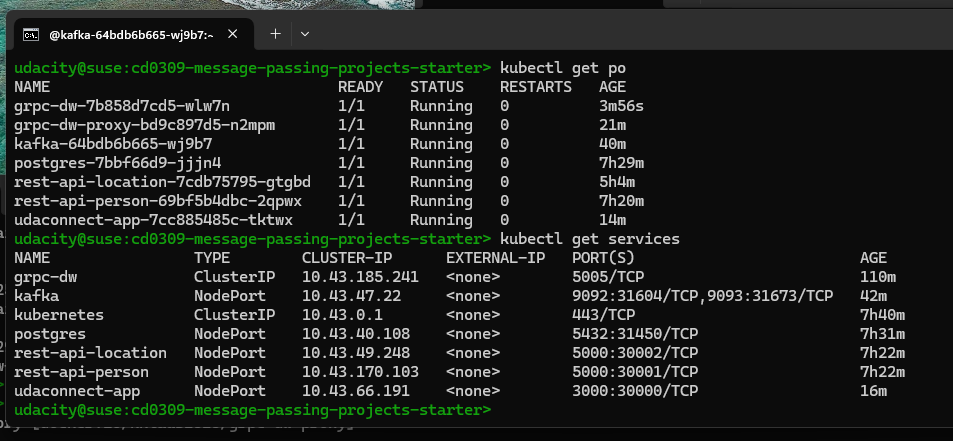 @kafka-64bdb6b665-wj9b7:~
udacity@suse:cd0309-message-passing-projects-starter> kubectl get po
NAME READY STATUS RESTARTS AGE
grpc-dw-7b858d7cd5-wlw7n 1/1 Running 0 3m56s
grpc-dw-proxy-bd9c897d5-n2mpm 1/1 Running 0 21m
kafka-64bdb6b665-wj9b7 1/1 Running 0 40m
postgres-7bbf66d9-jjjn4 1/1 Running 0 7h29m
rest-api-location-7cdb75795-gtgbd 1/1 Running 0 5h4m
rest-api-person-69bf5b4dbc-2qpwx 1/1 Running 0 7h20m
udaconnect-app-7cc885485c-tktwx 1/1 Running 0 14m
udacity@suse:cd0309-message-passing-projects-starter> kubectl get services
NAME TYPE CLUSTER-IP EXTERNAL-IP PORT(S) AGE
grpc-dw ClusterIP 10.43.185.241 <none> 5005/TCP 110m
kafka NodePort 10.43.47.22 <none> 9092:31604/TCP,9093:31673/TCP 42m
kubernetes ClusterIP 10.43.0.1 <none> 443/TCP 7h40m
postgres NodePort 10.43.40.108 <none> 5432:31450/TCP 7h31m
rest-api-location NodePort 10.43.49.248 <none> 5000:30002/TCP 7h22m
rest-api-person NodePort 10.43.170.103 <none> 5000:30001/TCP 7h22m
udaconnect-app NodePort 10.43.66.191 <none> 3000:30000/TCP 16m
udacity@suse:cd0309-message-passing-projects-starter>